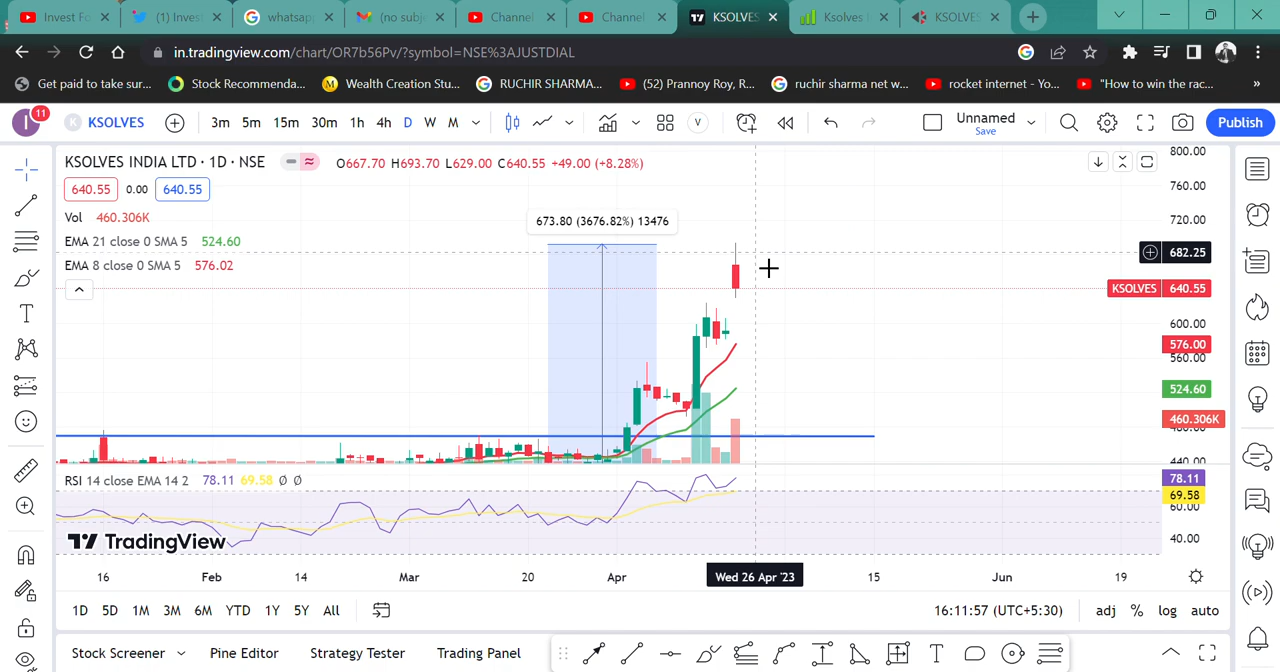 Invest Fo
(1) Invest
whatsapp
(no subje
Channel
Channel
KSOLVES
Ksolves I
KSOLVES
in.tradingview.com/chart/OR7b56Pv/?symbol=NSE%3AJUSTDIAL
Get paid to take sur...
Stock Recommenda...
Wealth Creation Stu...
RUCHIR SHARMA...
(52) Prannoy Roy, R...
ruchir sharma net w...
rocket internet - Yo...
"How to win the rac...
»
11
I
K
KSOLVES
3m 5m 15m 30m 1h 4h D W M
V
Unnamed
Save
Publish
KSOLVES INDIA LTD · 1D · NSE
O667.70 H693.70 L629.00 C640.55 +49.00 (+8.28%)
640.55 0.00 640.55
Vol 460.306K
EMA 21 close 0 SMA 5 524.60
EMA 8 close 0 SMA 5 576.02
673.80 (3676.82%) 13476
800.00
760.00
720.00
682.25
KSOLVES 640.55
600.00
576.00
560.00
524.60
460.306K
440.00
RSI 14 close EMA 14 2 78.11 69.58 Ø Ø
78.11
69.58
60.00
40.00
TradingView
16 Feb 14 Mar 20 Apr Wed 26 Apr '23 15 Jun 19
1D 5D 1M 3M 6M YTD 1Y 5Y All
16:11:57 (UTC+5:30)
adj % log auto
Stock Screener
Pine Editor
Strategy Tester
Trading Panel
T